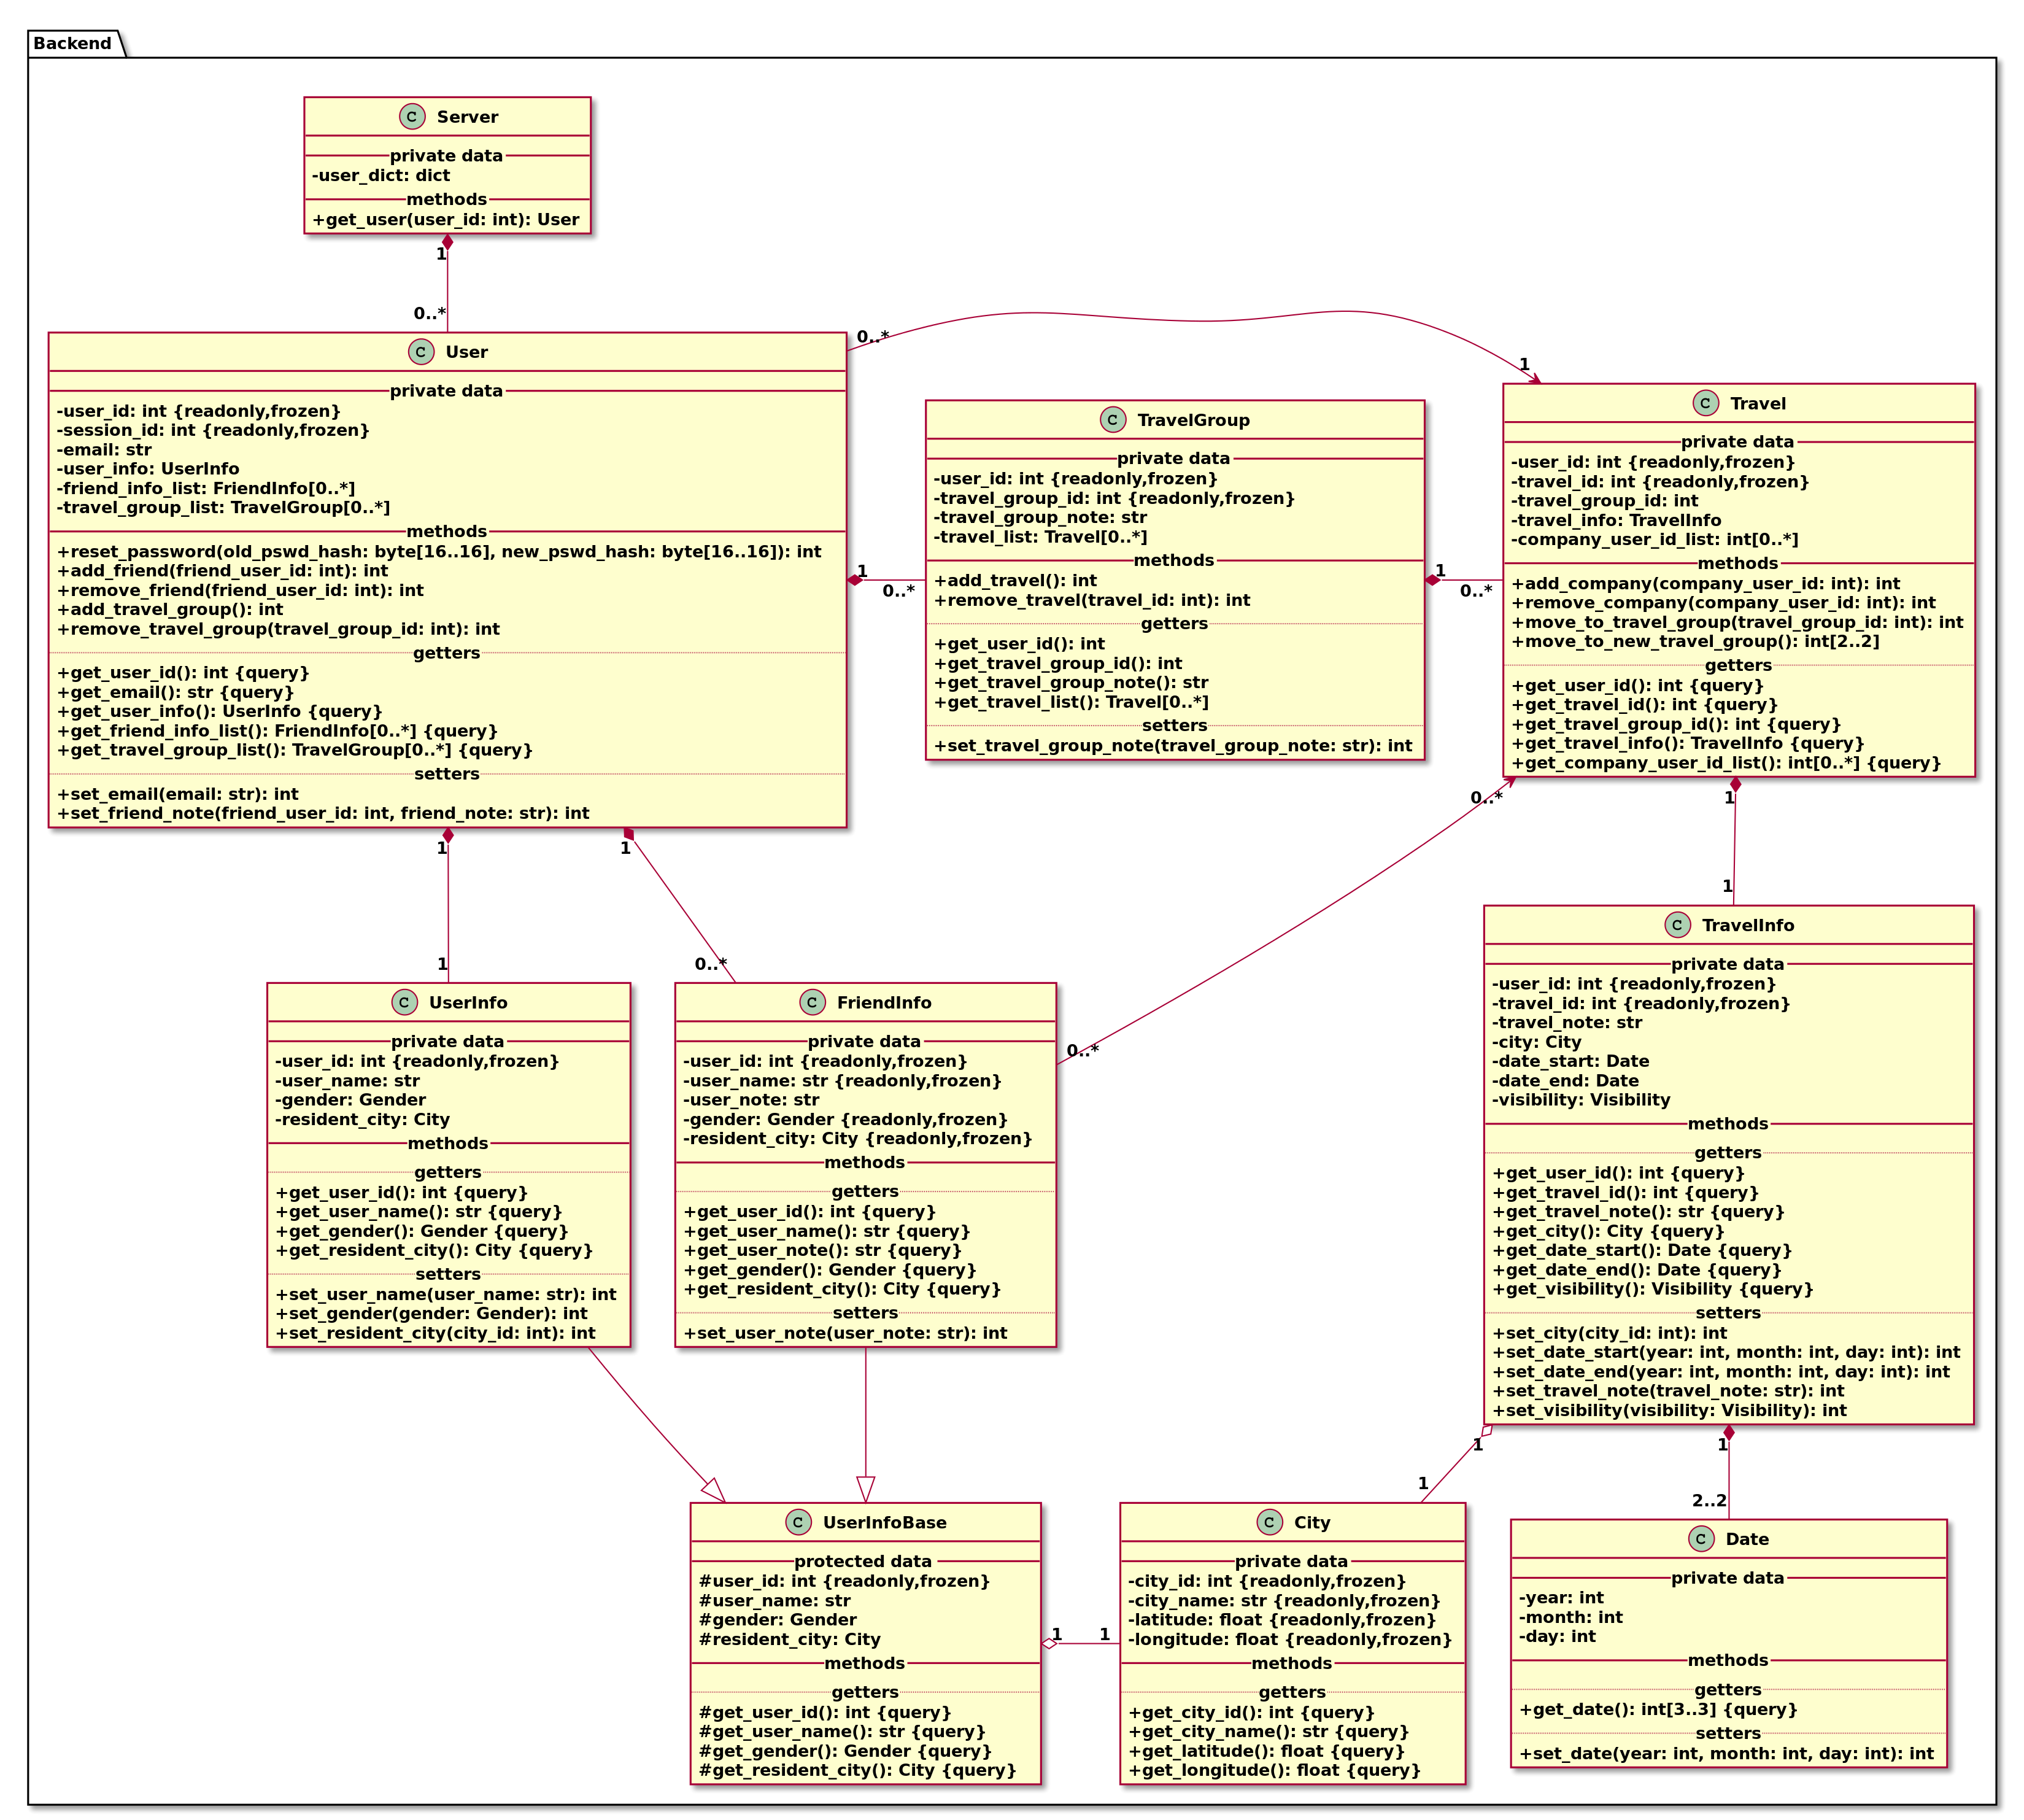 Backend
C Server
private data
-user_dict: dict
methods
+get_user(user_id: int): User
1
0..*
C User
private data
-user_id: int {readonly,frozen}
-session_id: int {readonly,frozen}
-email: str
-user_info: UserInfo
-friend_info_list: FriendInfo[0..*]
-travel_group_list: TravelGroup[0..*]
methods
+reset_password(old_pswd_hash: byte[16..16], new_pswd_hash: byte[16..16]): int
+add_friend(friend_user_id: int): int
+remove_friend(friend_user_id: int): int
+add_travel_group(): int
+remove_travel_group(travel_group_id: int): int
getters
+get_user_id(): int {query}
+get_email(): str {query}
+get_user_info(): UserInfo {query}
+get_friend_info_list(): FriendInfo[0..*] {query}
+get_travel_group_list(): TravelGroup[0..*] {query}
setters
+set_email(email: str): int
+set_friend_note(friend_user_id: int, friend_note: str): int
0..*
1
1
0..*
C TravelGroup
private data
-user_id: int {readonly,frozen}
-travel_group_id: int {readonly,frozen}
-travel_group_note: str
-travel_list: Travel[0..*]
methods
+add_travel(): int
+remove_travel(travel_id: int): int
getters
+get_user_id(): int
+get_travel_group_id(): int
+get_travel_group_note(): str
+get_travel_list(): Travel[0..*]
setters
+set_travel_group_note(travel_group_note: str): int
1
0..*
C Travel
private data
-user_id: int {readonly,frozen}
-travel_id: int {readonly,frozen}
-travel_group_id: int
-travel_info: TravelInfo
-company_user_id_list: int[0..*]
methods
+add_company(company_user_id: int): int
+remove_company(company_user_id: int): int
+move_to_travel_group(travel_group_id: int): int
+move_to_new_travel_group(): int[2..2]
getters
+get_user_id(): int {query}
+get_travel_id(): int {query}
+get_travel_group_id(): int {query}
+get_travel_info(): TravelInfo {query}
+get_company_user_id_list(): int[0..*] {query}
0..*
1
1
1
1
1
0..*
0..*
C UserInfo
private data
-user_id: int {readonly,frozen}
-user_name: str
-gender: Gender
-resident_city: City
methods
getters
+get_user_id(): int {query}
+get_user_name(): str {query}
+get_gender(): Gender {query}
+get_resident_city(): City {query}
setters
+set_user_name(user_name: str): int
+set_gender(gender: Gender): int
+set_resident_city(city_id: int): int
C FriendInfo
private data
-user_id: int {readonly,frozen}
-user_name: str {readonly,frozen}
-user_note: str
-gender: Gender {readonly,frozen}
-resident_city: City {readonly,frozen}
methods
getters
+get_user_id(): int {query}
+get_user_name(): str {query}
+get_user_note(): str {query}
+get_gender(): Gender {query}
+get_resident_city(): City {query}
setters
+set_user_note(user_note: str): int
C TravelInfo
private data
-user_id: int {readonly,frozen}
-travel_id: int {readonly,frozen}
-travel_note: str
-city: City
-date_start: Date
-date_end: Date
-visibility: Visibility
methods
getters
+get_user_id(): int {query}
+get_travel_id(): int {query}
+get_travel_note(): str {query}
+get_city(): City {query}
+get_date_start(): Date {query}
+get_date_end(): Date {query}
+get_visibility(): Visibility {query}
setters
+set_city(city_id: int): int
+set_date_start(year: int, month: int, day: int): int
+set_date_end(year: int, month: int, day: int): int
+set_travel_note(travel_note: str): int
+set_visibility(visibility: Visibility): int
1
1
1
2..2
C UserInfoBase
protected data
#user_id: int {readonly,frozen}
#user_name: str
#gender: Gender
#resident_city: City
methods
getters
#get_user_id(): int {query}
#get_user_name(): str {query}
#get_gender(): Gender {query}
#get_resident_city(): City {query}
1
1
C City
private data
-city_id: int {readonly,frozen}
-city_name: str {readonly,frozen}
-latitude: float {readonly,frozen}
-longitude: float {readonly,frozen}
methods
getters
+get_city_id(): int {query}
+get_city_name(): str {query}
+get_latitude(): float {query}
+get_longitude(): float {query}
C Date
private data
-year: int
-month: int
-day: int
methods
getters
+get_date(): int[3..3] {query}
setters
+set_date(year: int, month: int, day: int): int